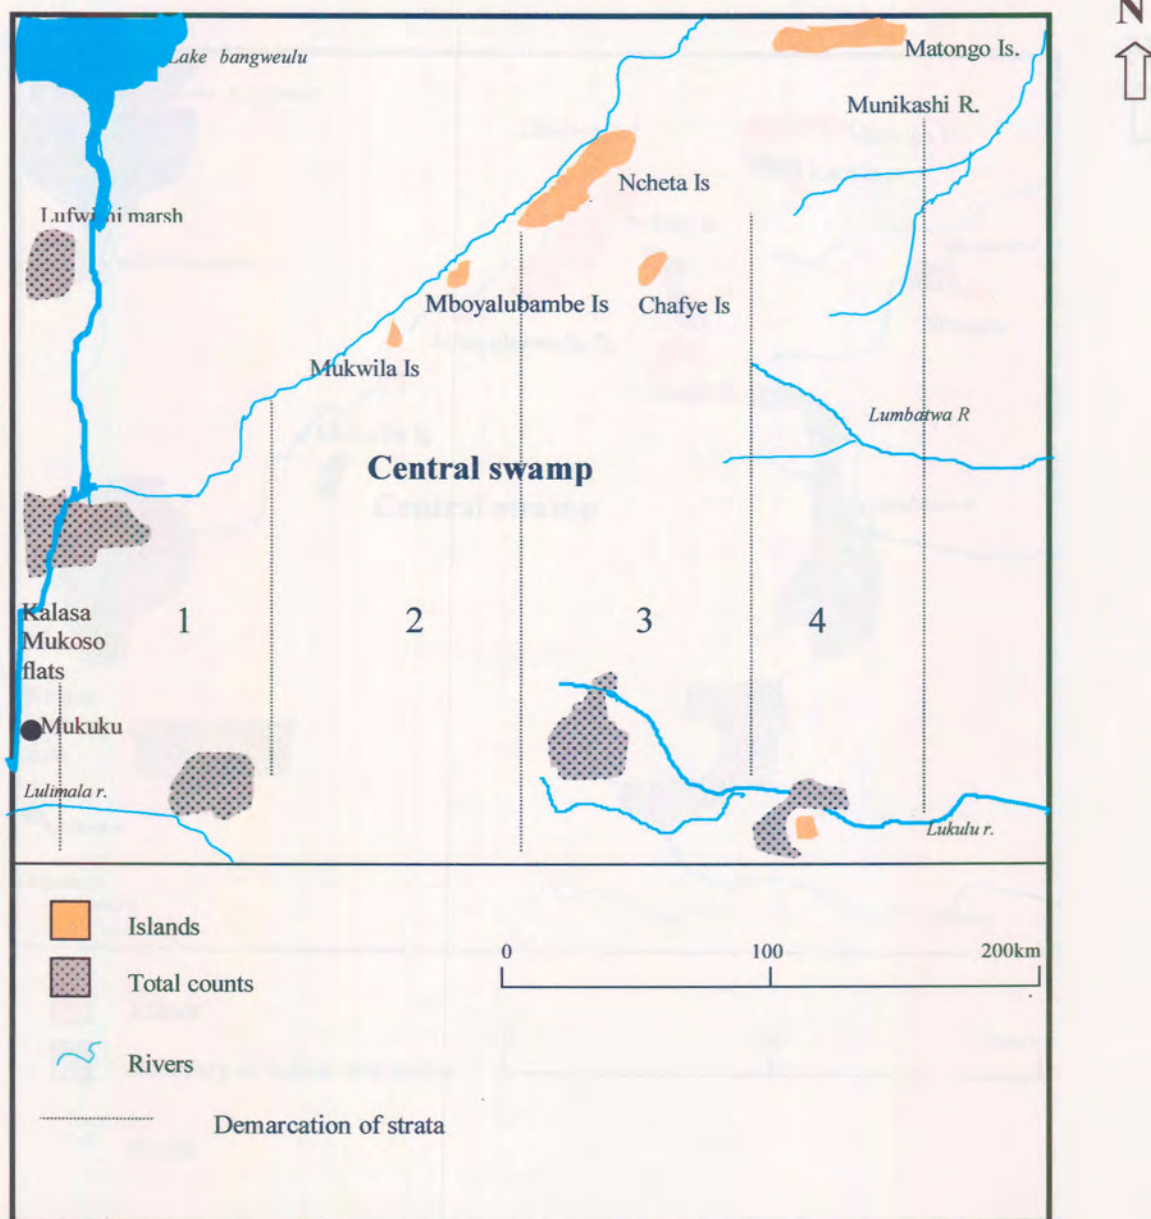 N
Lake bangweulu
Matongo Is.
Munikashi R.
Ncheta Is
Lufwishi marsh
Mboyalubambe Is
Chafye Is
Mukwila Is
Lumbatwa R
Central swamp
Kalasa
Mukoso
flats
1
2
3
4
Mukuku
Lulimala r.
Lukulu r.
Islands
0 100 200km
Total counts
Rivers
Demarcation of strata